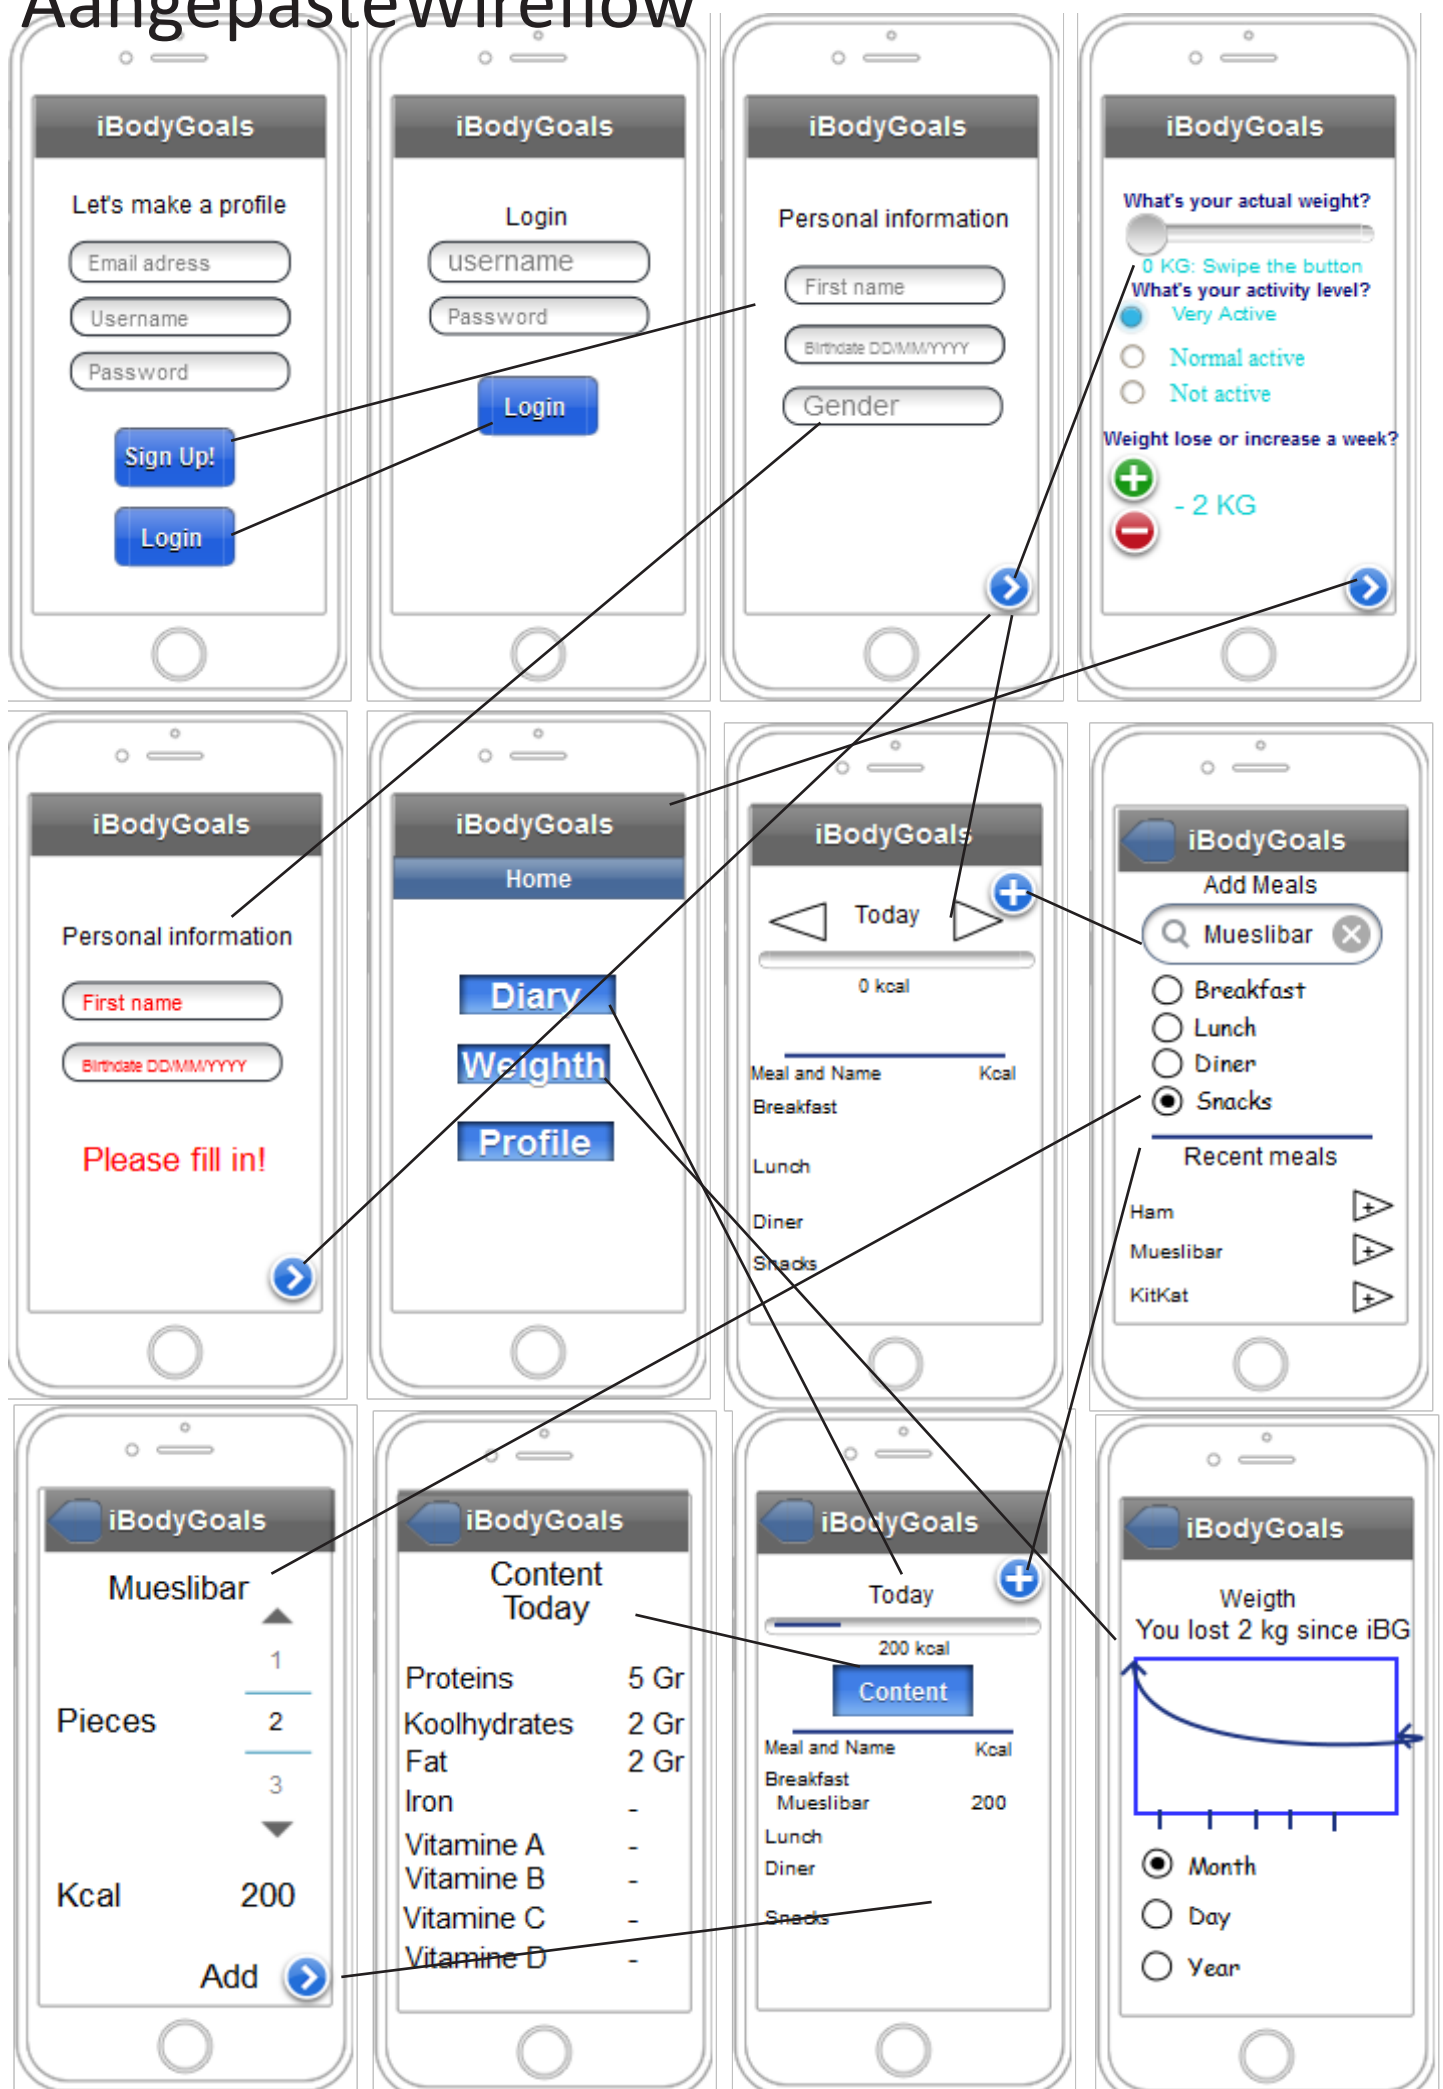 AangepasteWireflow
iBodyGoals
Let's make a profile
Email adress
Username
Password
Sign Up!
Login
iBodyGoals
Login
username
Password
Login
iBodyGoals
Personal information
First name
Birthdate DD/MM/YYYY
Gender
iBodyGoals
What's your actual weight?
0 KG: Swipe the button
What's your activity level?
Very Active
Normal active
Not active
Weight lose or increase a week?
- 2 KG
iBodyGoals
Personal information
First name
Birthdate DD/MM/YYYY
Please fill in!
iBodyGoals
Home
Diary
Weighth
Profile
iBodyGoals
Today
0 kcal
Meal and Name Kcal
Breakfast
Lunch
Diner
Snacks
iBodyGoals
Add Meals
Mueslibar
Breakfast
Lunch
Diner
Snacks
Recent meals
Ham
Mueslibar
KitKat
iBodyGoals
Mueslibar
1
Pieces 2
3
Kcal 200
Add
iBodyGoals
Content
Today
Proteins 5 Gr
Koolhydrates 2 Gr
Fat 2 Gr
Iron -
Vitamine A -
Vitamine B -
Vitamine C -
Vitamine D -
iBodyGoals
Today
200 kcal
Content
Meal and Name Kcal
Breakfast
Mueslibar 200
Lunch
Diner
Snacks
iBodyGoals
Weigth
You lost 2 kg since iBG
Month
Day
Year